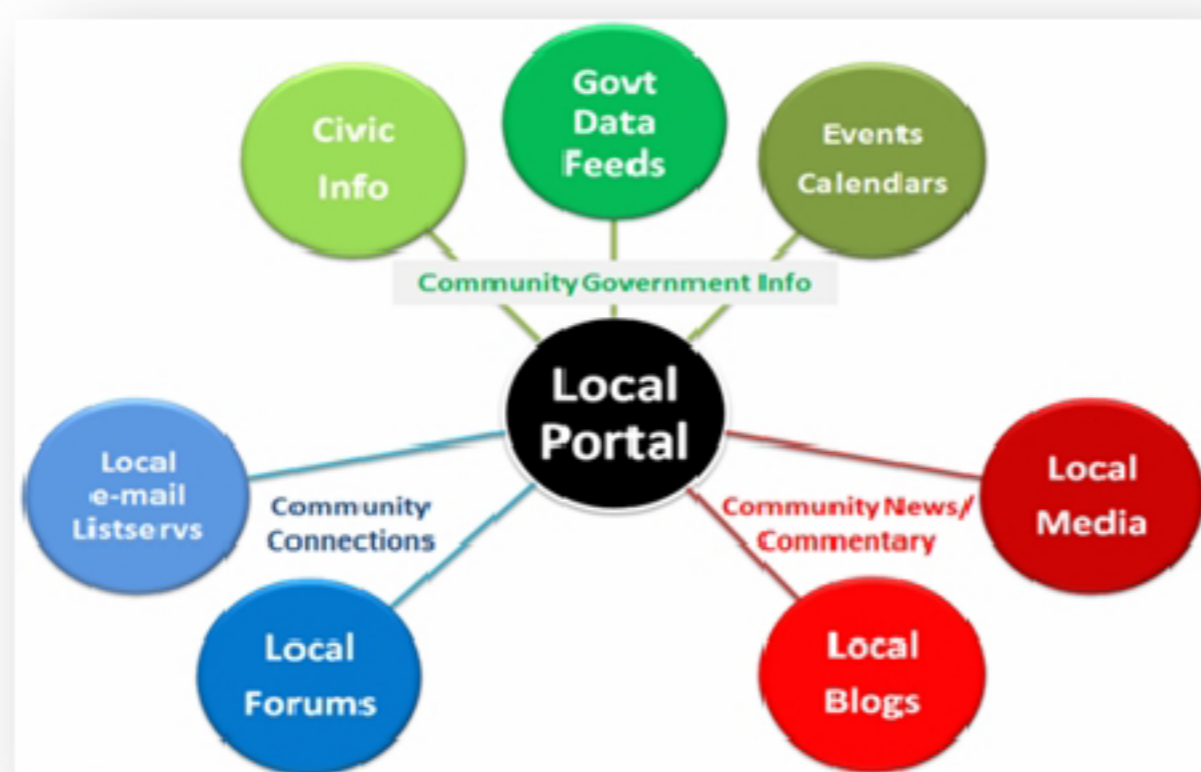 Civic
Info
Govt
Data
Feeds
Events
Calendars
Community Government Info
Local
Portal
Local
e-mail
Listservs
Community
Connections
Community News/
Commentary
Local
Media
Local
Forums
Local
Blogs